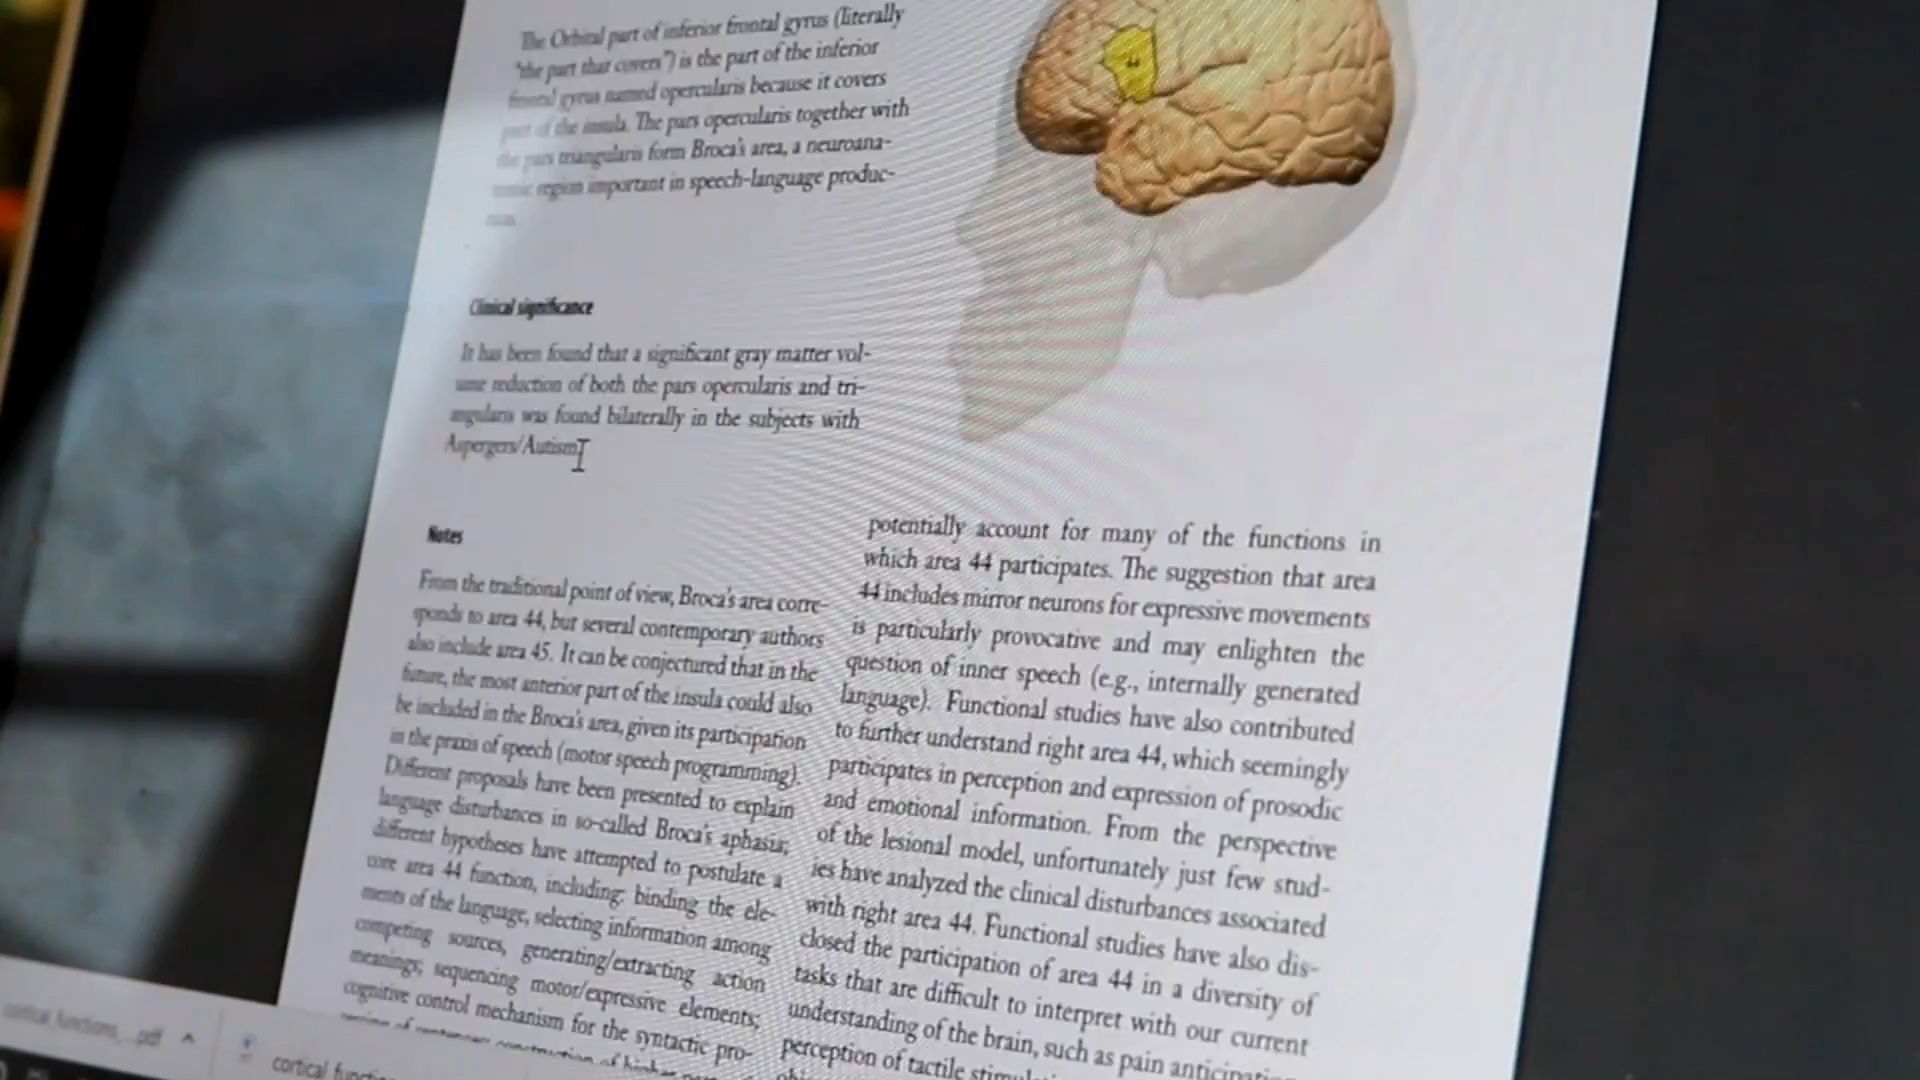 The Orbital part of inferior frontal gyrus (literally
"the part that covers") is the part of the inferior
frontal gyrus named opercularis because it covers
part of the insula. The pars opercularis together with
the pars triangularis form Broca's area, a neuroana-
tomic region important in speech-language produc-
tion.
44
Clinical significance
It has been found that a significant gray matter vol-
ume reduction of both the pars opercularis and tri-
angularis was found bilaterally in the subjects with
Aspergers/Autism
Notes
From the traditional point of view, Broca's area corre-
sponds to area 44, but several contemporary authors
also include area 45. It can be conjectured that in the
future, the most anterior part of the insula could also
be included in the Broca's area, given its participation
in the praxis of speech (motor speech programming).
Different proposals have been presented to explain
language disturbances in so-called Broca's aphasia;
different hypotheses have attempted to postulate a
core area 44 function, including: binding the ele-
ments of the language, selecting information among
competing sources, generating/extracting action
meanings; sequencing motor/expressive elements;
cognitive control mechanism for the syntactic pro-
construction of higher
potentially account for many of the functions in
which area 44 participates. The suggestion that area
44 includes mirror neurons for expressive movements
is particularly provocative and may enlighten the
question of inner speech (e.g., internally generated
language). Functional studies have also contributed
to further understand right area 44, which seemingly
participates in perception and expression of prosodic
and emotional information. From the perspective
of the lesional model, unfortunately just few stud-
ies have analyzed the clinical disturbances associated
with right area 44. Functional studies have also dis-
closed the participation of area 44 in a diversity of
tasks that are difficult to interpret with our current
understanding of the brain, such as pain
perception of tactile
cortical functions_...pdf
cortical